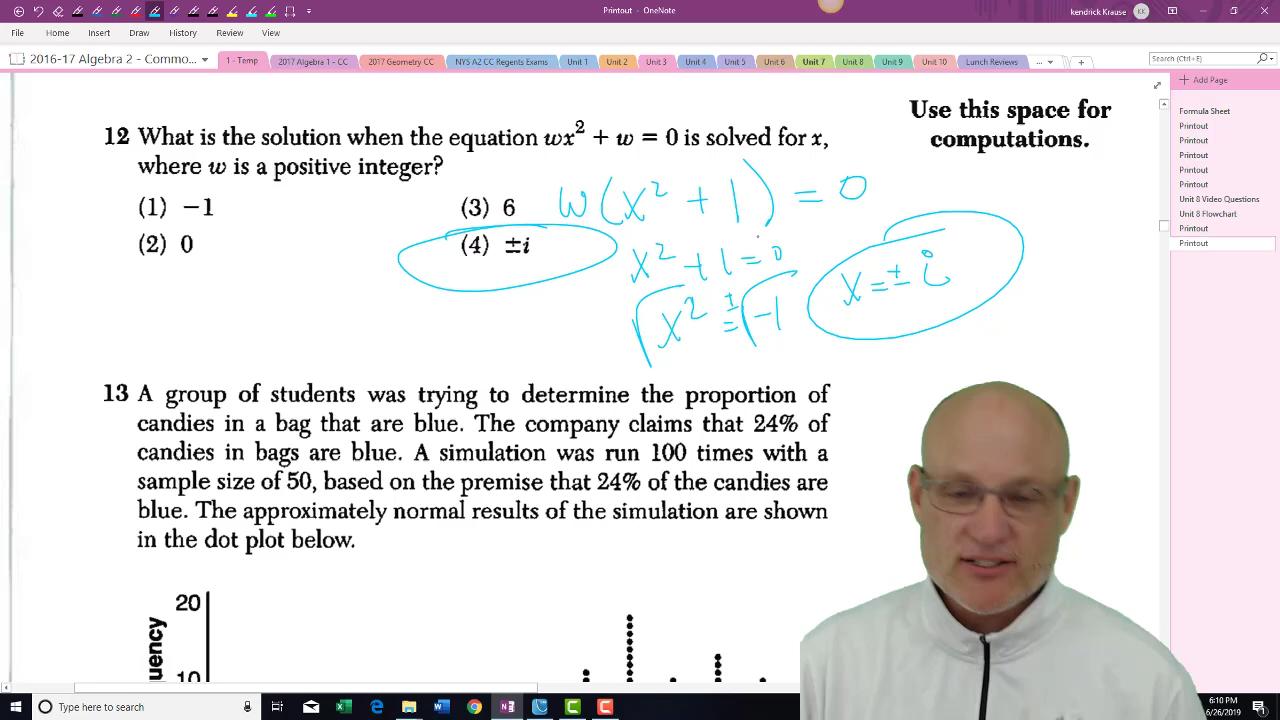 Printout - OneNote
kendrick Krause
KK
File Home Insert Draw History Review View
2016-17 Algebra 2 - Commo...
1 - Temp
2017 Algebra 1 - CC
2017 Geometry CC
NYS A2 CC Regents Exams
Unit 1
Unit 2
Unit 3
Unit 4
Unit 5
Unit 6
Unit 7
Unit 8
Unit 9
Unit 10
Lunch Reviews
Search (Ctrl+E)
Add Page
Formula Sheet
Printout
Printout
Printout
Printout
Printout
Unit 8 Video Questions
Unit 8 Flowchart
Printout
Printout
Use this space for
computations.
12 What is the solution when the equation wx² + w = 0 is solved for x,
where w is a positive integer?
(1) −1
(3) 6
(2) 0
(4) ±i
w(x² + 1) = 0
x² + 1 = 0
√x² = ±√-1
x = ± i
13 A group of students was trying to determine the proportion of
candies in a bag that are blue. The company claims that 24% of
candies in bags are blue. A simulation was run 100 times with a
sample size of 50, based on the premise that 24% of the candies are
blue. The approximately normal results of the simulation are shown
in the dot plot below.
20
10
uency
Type here to search
6:10 PM
6/26/2019